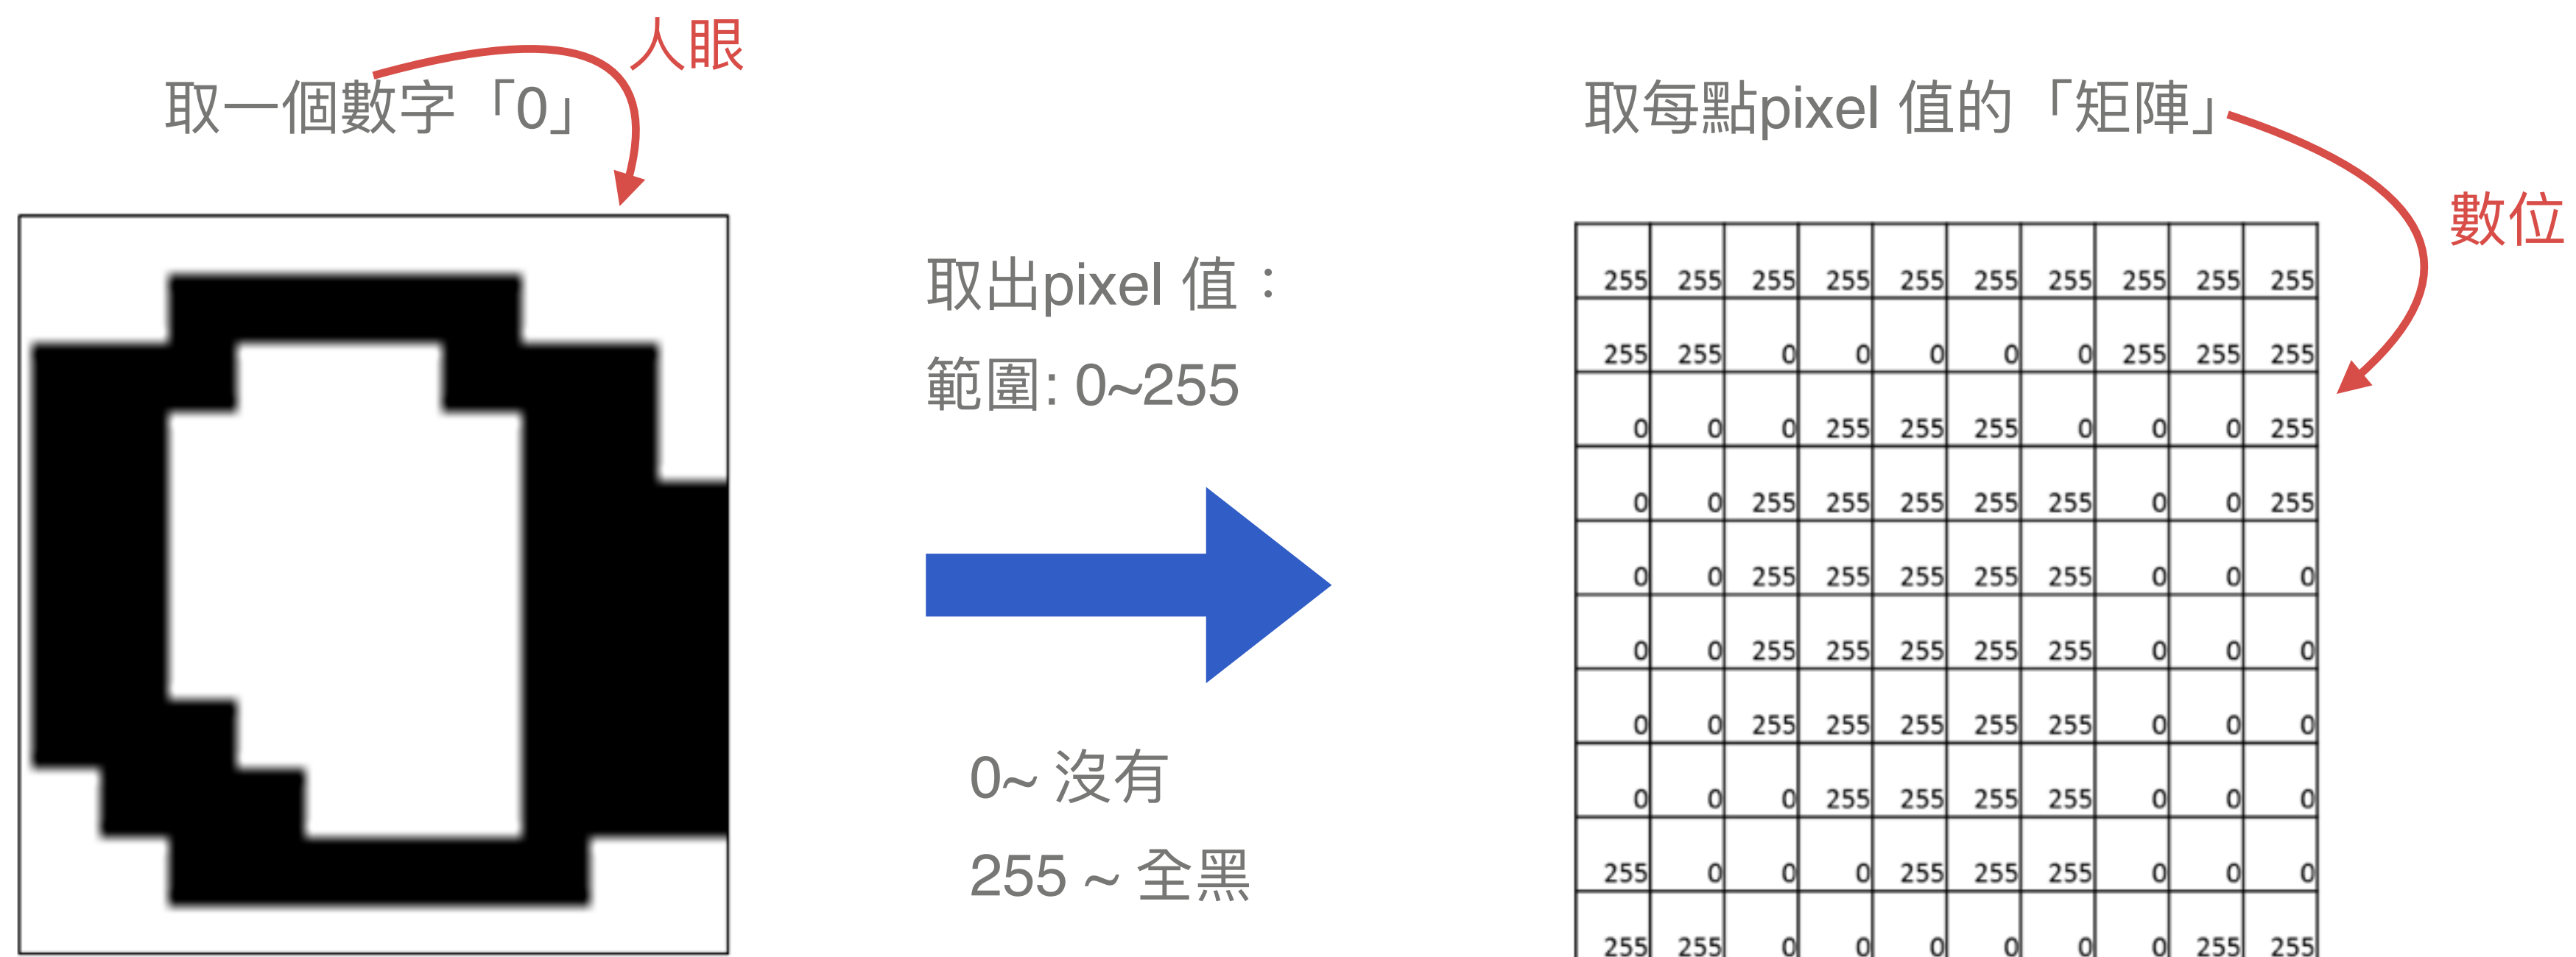 人眼
取一個數字「0」
取每點pixel 值的「矩陣」
數位
取出pixel 值：
範圍: 0~255
0~ 沒有
255 ~ 全黑
255 255 255 255 255 255 255 255 255 255
255 255 0 0 0 0 0 255 255 255
0 0 0 255 255 255 0 0 0 255
0 0 255 255 255 255 255 0 0 255
0 0 255 255 255 255 255 0 0 0
0 0 255 255 255 255 255 0 0 0
0 0 255 255 255 255 255 0 0 0
0 0 0 255 255 255 255 0 0 0
255 0 0 0 255 255 255 0 0 0
255 255 0 0 0 0 0 0 255 255